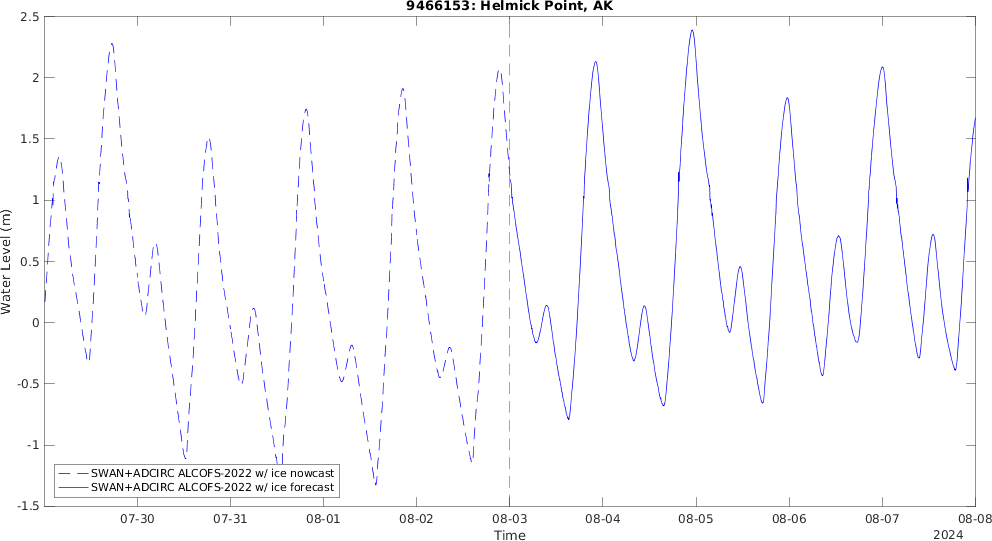 9466153: Helmick Point, AK
2.5
2
1.5
1
0.5
0
-0.5
-1
-1.5
Water Level (m)
SWAN+ADCIRC ALCOFS-2022 w/ ice nowcast
SWAN+ADCIRC ALCOFS-2022 w/ ice forecast
07-30 07-31 08-01 08-02 08-03 08-04 08-05 08-06 08-07 08-08
Time
2024